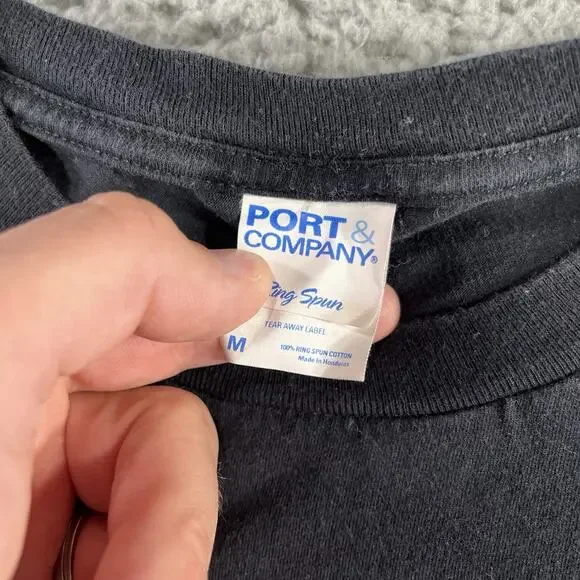 PORT &
COMPANY®
Ring Spun
TEAR AWAY LABEL
M
100% RING SPUN COTTON
Made in Honduras